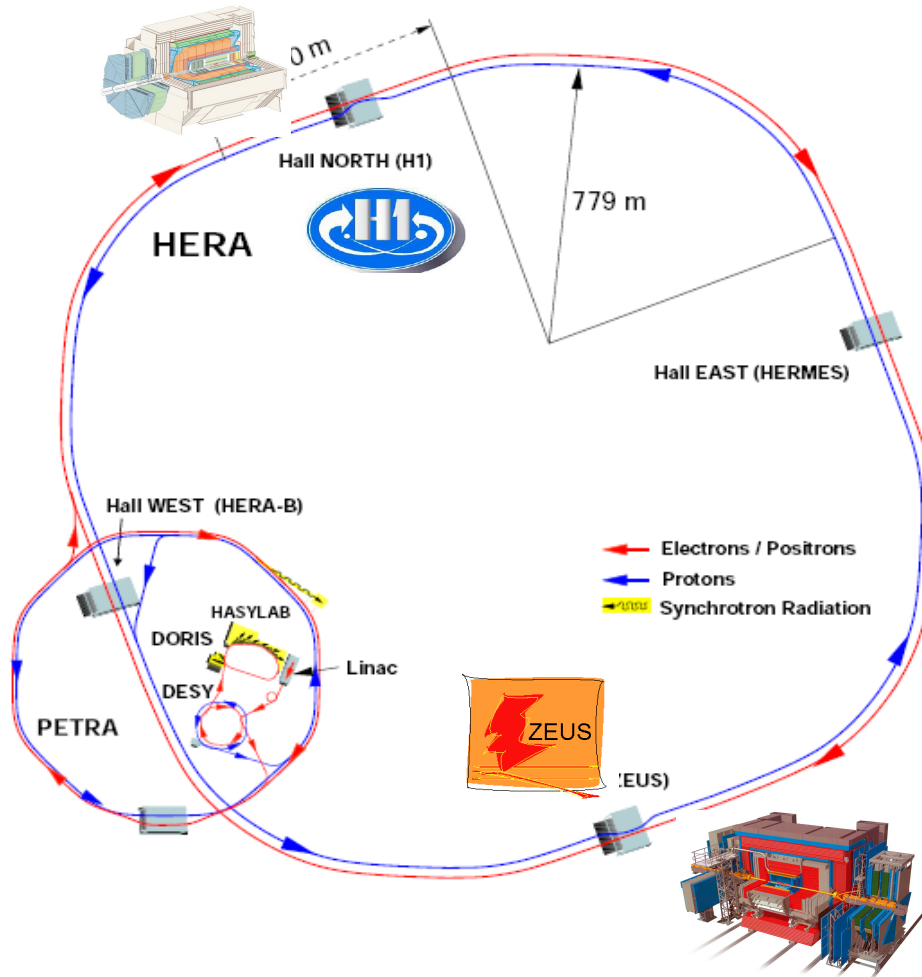 0 m
Hall NORTH (H1)
H1
779 m
HERA
Hall EAST (HERMES)
Hall WEST (HERA-B)
Electrons / Positrons
Protons
Synchrotron Radiation
HASYLAB
DORIS
Linac
DESY
PETRA
ZEUS
ZEUS)